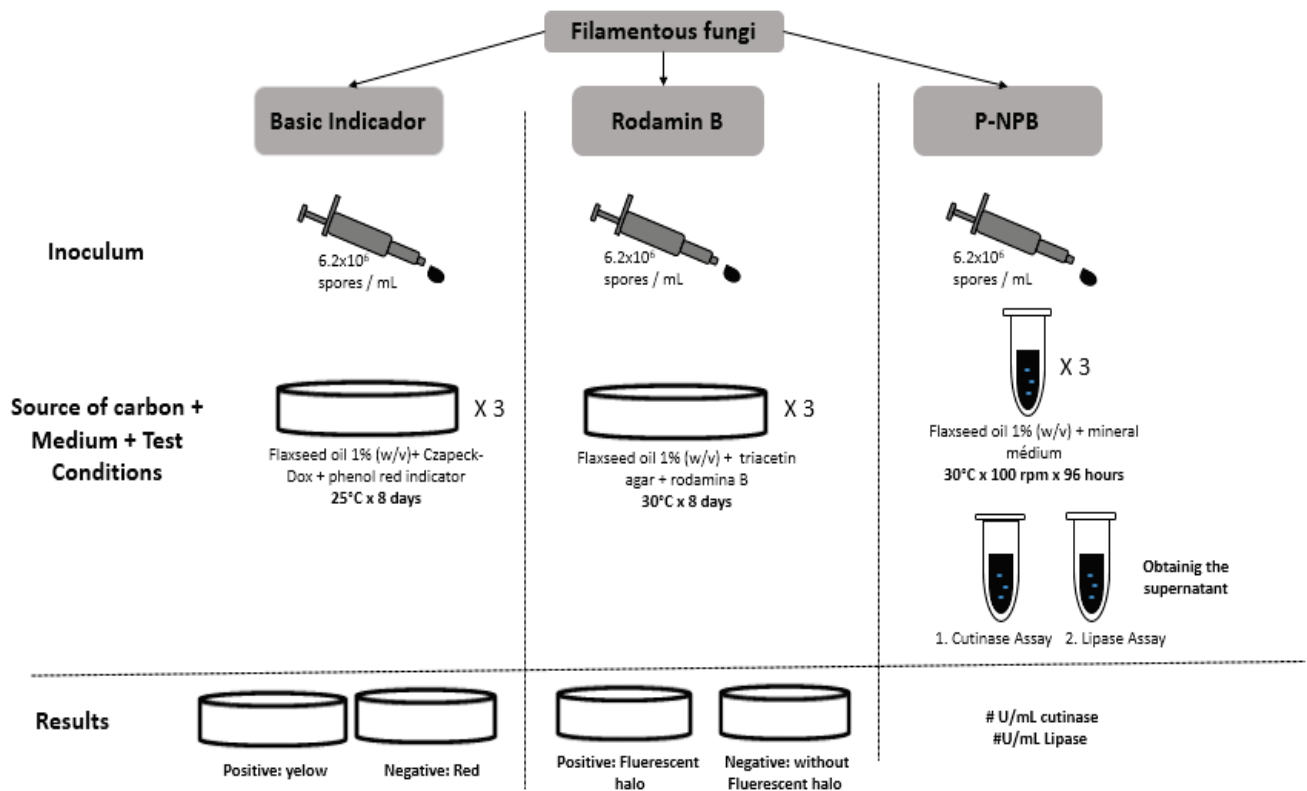 Filamentous fungi
Basic Indicador
Rodamin B
P-NPB
Inoculum
6.2x10⁶
spores / mL
6.2x10⁶
spores / mL
6.2x10⁶
spores / mL
Source of carbon +
Medium + Test
Conditions
X 3
Flaxseed oil 1% (w/v)+ Czapeck-
Dox + phenol red indicator
25°C x 8 days
X 3
Flaxseed oil 1% (w/v) + triacetin
agar + rodamina B
30°C x 8 days
X 3
Flaxseed oil 1% (w/v) + mineral
médium
30°C x 100 rpm x 96 hours
Obtainig the
supernatant
1. Cutinase Assay
2. Lipase Assay
Results
Positive: yelow
Negative: Red
Positive: Fluerescent
halo
Negative: without
Fluerescent halo
# U/mL cutinase
#U/mL Lipase